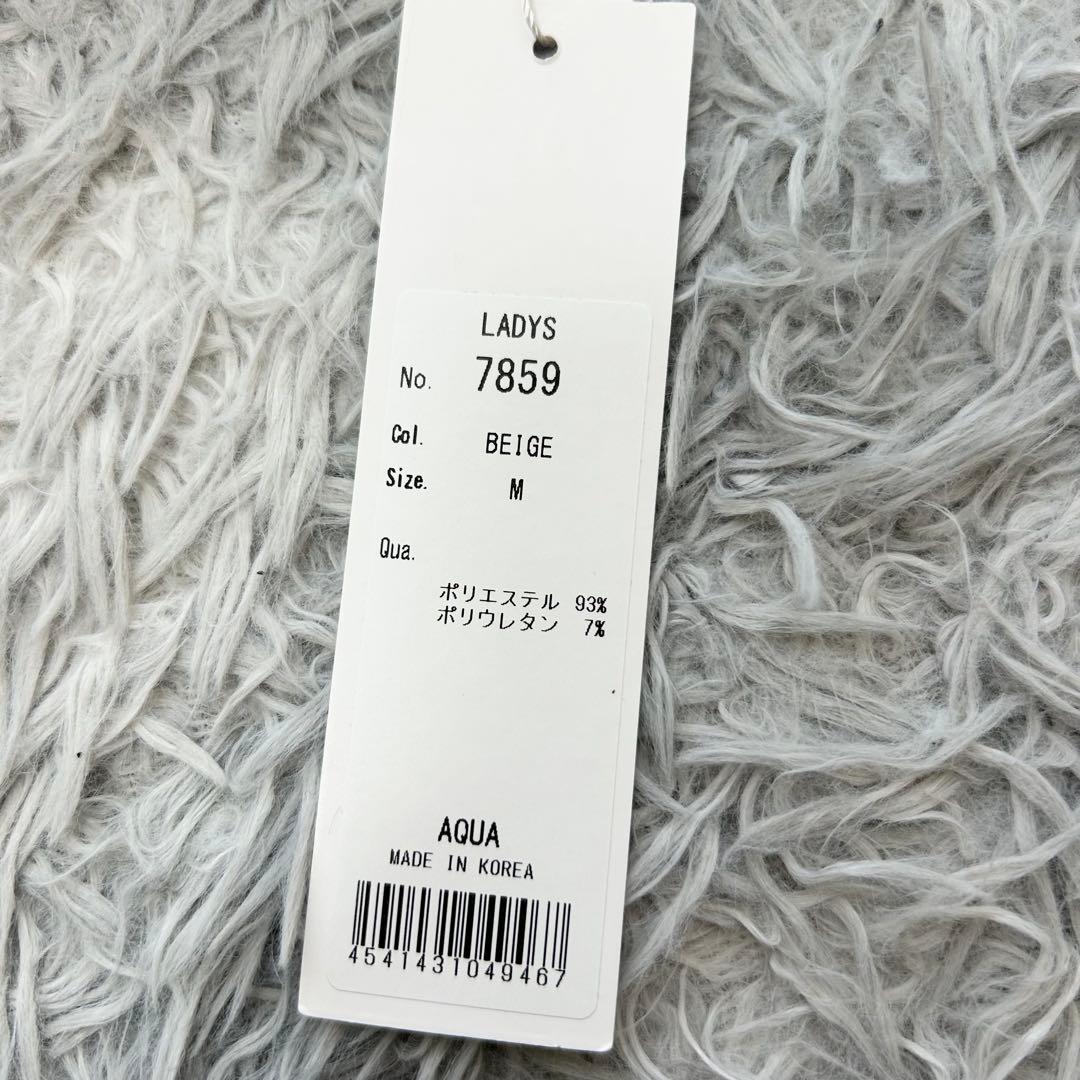 LADYS
No. 7859
Col. BEIGE
Size. M
Qua.
ポリエステル 93%
ポリウレタン 7%
AQUA
MADE IN KOREA
4541431049467